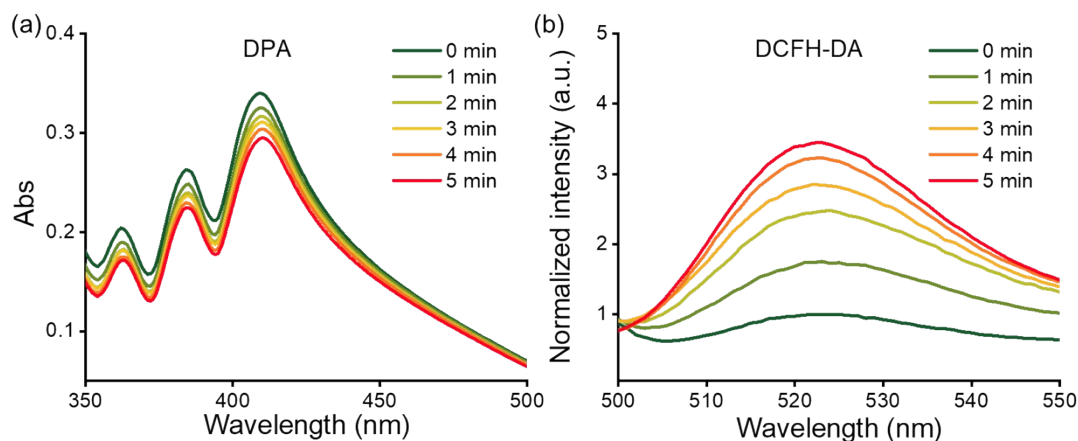 (a)
DPA
0 min
1 min
2 min
3 min
4 min
5 min
Abs
0.4
0.3
0.2
0.1
350
400
450
500
Wavelength (nm)
(b)
DCFH-DA
0 min
1 min
2 min
3 min
4 min
5 min
Normalized intensity (a.u.)
5
4
3
2
1
500
510
520
530
540
550
Wavelength (nm)